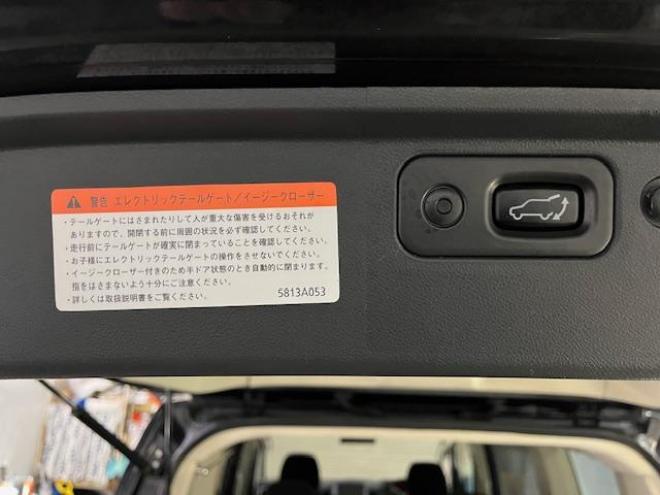 警告 エレクトリックテールゲート/イージークローザー
・テールゲートにはさまれたりして人が重大な傷害を受けるおそれが
ありますので、開閉する前に周囲の状況を必ず確認してください。
・走行前にテールゲートが確実に閉まっていることを確認してください。
・お子様にエレクトリックテールゲートの操作をさせないでください。
・イージークローザー付きのため半ドア状態のとき自動的に閉まります。
指をはさまないよう十分にご注意ください。
・詳しくは取扱説明書をご覧ください。
5813A053